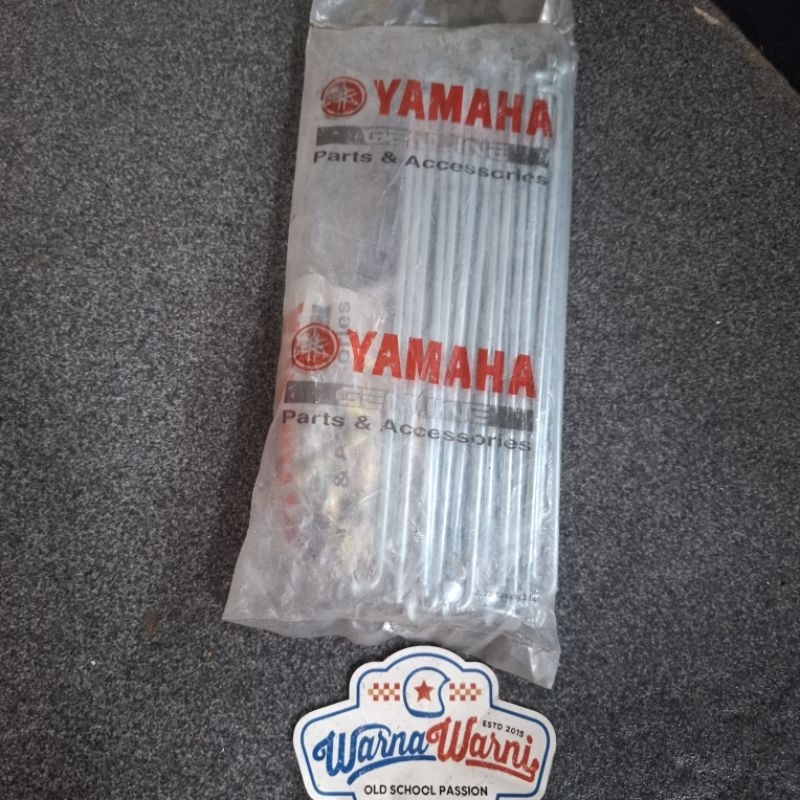 YAMAHA
GENUINE
Parts & Accessories
YAMAHA
GENUINE
Parts & Accessories
ESTD 2015
WarnaWarni
OLD SCHOOL PASSION